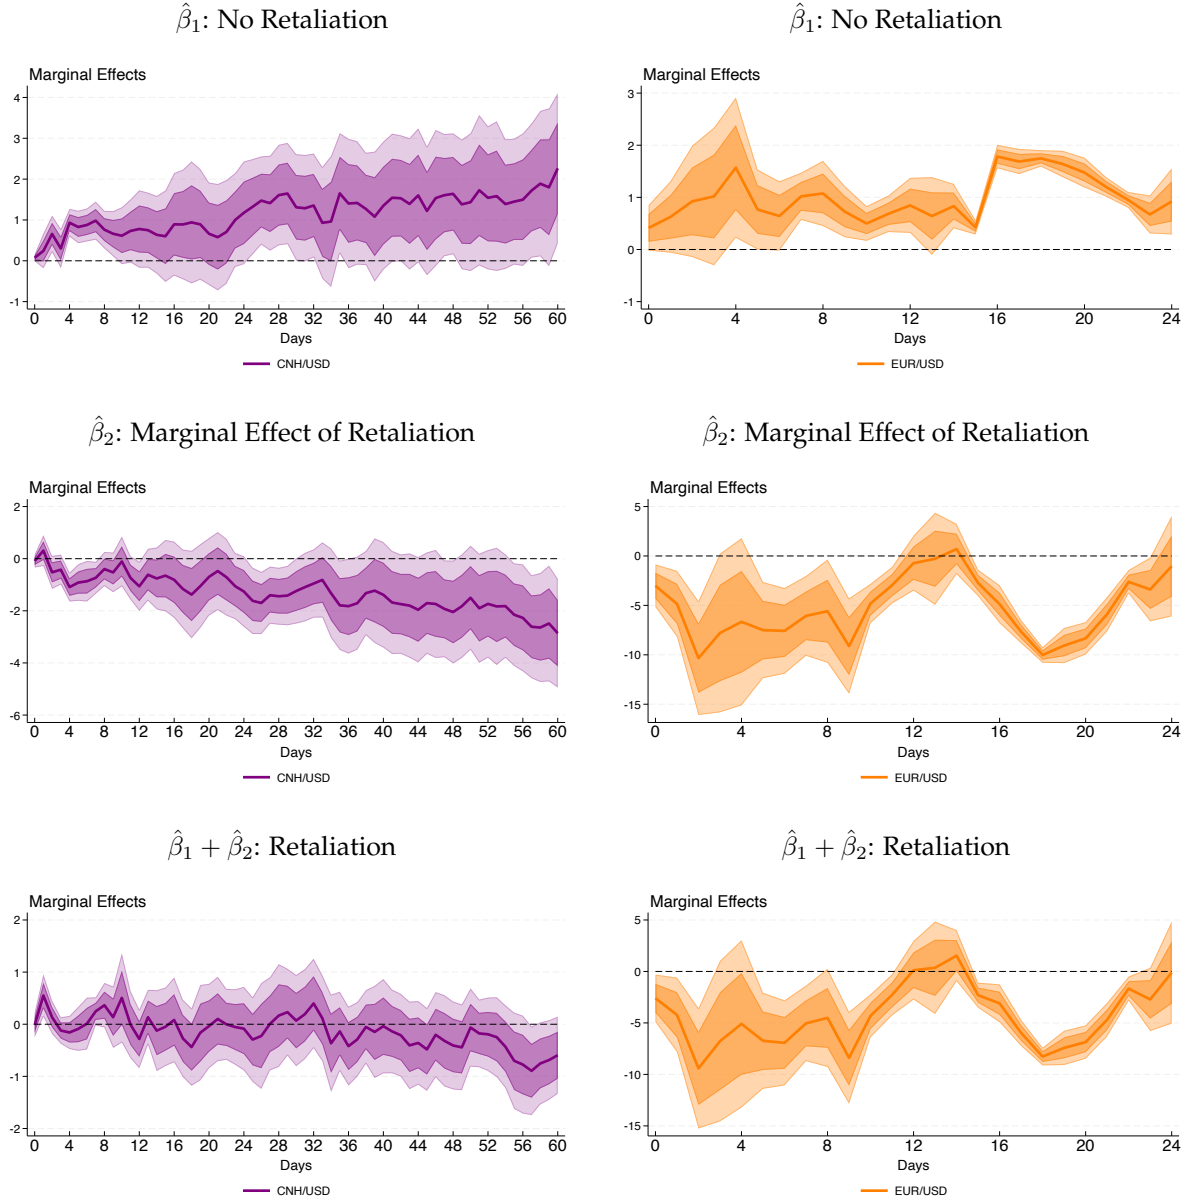 β̂₁: No Retaliation
Marginal Effects
4
3
2
1
0
-1
0 4 8 12 16 20 24 28 32 36 40 44 48 52 56 60
Days
CNH/USD
β̂₁: No Retaliation
Marginal Effects
3
2
1
0
-1
0 4 8 12 16 20 24
Days
EUR/USD
β̂₂: Marginal Effect of Retaliation
Marginal Effects
2
0
-2
-4
-6
0 4 8 12 16 20 24 28 32 36 40 44 48 52 56 60
Days
CNH/USD
β̂₂: Marginal Effect of Retaliation
Marginal Effects
5
0
-5
-10
-15
0 4 8 12 16 20 24
Days
EUR/USD
β̂₁ + β̂₂: Retaliation
Marginal Effects
2
1
0
-1
-2
0 4 8 12 16 20 24 28 32 36 40 44 48 52 56 60
Days
CNH/USD
β̂₁ + β̂₂: Retaliation
Marginal Effects
5
0
-5
-10
-15
0 4 8 12 16 20 24
Days
EUR/USD